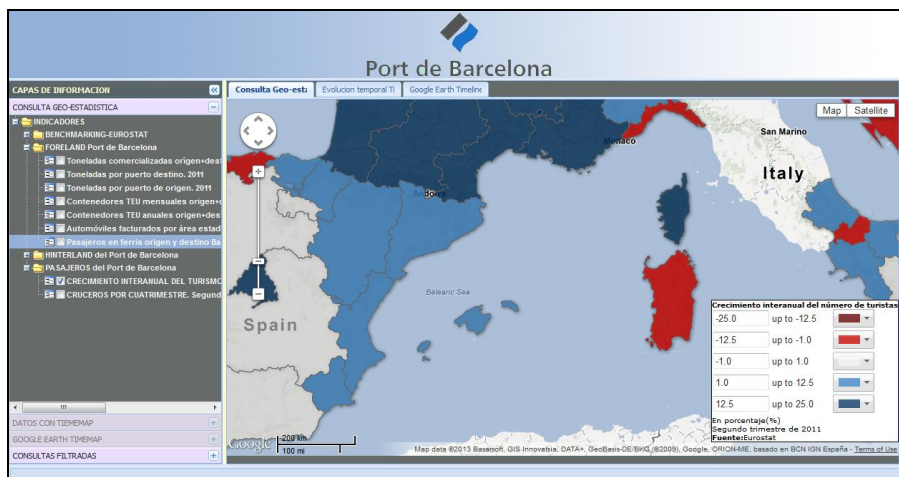 Port de Barcelona
CAPAS DE INFORMACION
CONSULTA GEO-ESTADISTICA
INDICADORES
BENCHMARKING-EUROSTAT
FORELAND Port de Barcelona
Toneladas comercializadas origen+dest
Toneladas por puerto destino. 2011
Toneladas por puerto de origen. 2011
Contenedores TEU mensuales origen+
Contenedores TEU anuales origen+des
Automóviles facturados por área estad
Pasajeros en ferris origen y destino Ba
HINTERLAND del Port de Barcelona
PASAJEROS del Port de Barcelona
CRECIMIENTO INTERANUAL DEL TURISMO
CRUCEROS POR CUATRIMESTRE. Segund
DATOS CON TIEMEMAP
GOOGLE EARTH TIMEMAP
CONSULTAS FILTRADAS
Consulta Geo-esta
Evolucion temporal Ti
Google Earth Timeline
Map
Satellite
San Marino
Monaco
Italy
Andorra
Balearic Sea
Spain
Crecimiento interanual del número de turistas
-25.0 up to -12.5
-12.5 up to -1.0
-1.0 up to 1.0
1.0 up to 12.5
12.5 up to 25.0
En porcentaje(%)
Segundo trimestre de 2011
Fuente:Eurostat
Google
200 km
100 mi
Map data ©2013 Basarsoft, GIS Innovatsia, DATA+, GeoBasis-DE/BKG (©2009), Google, ORION-ME, basado en BCN IGN España - Terms of Use